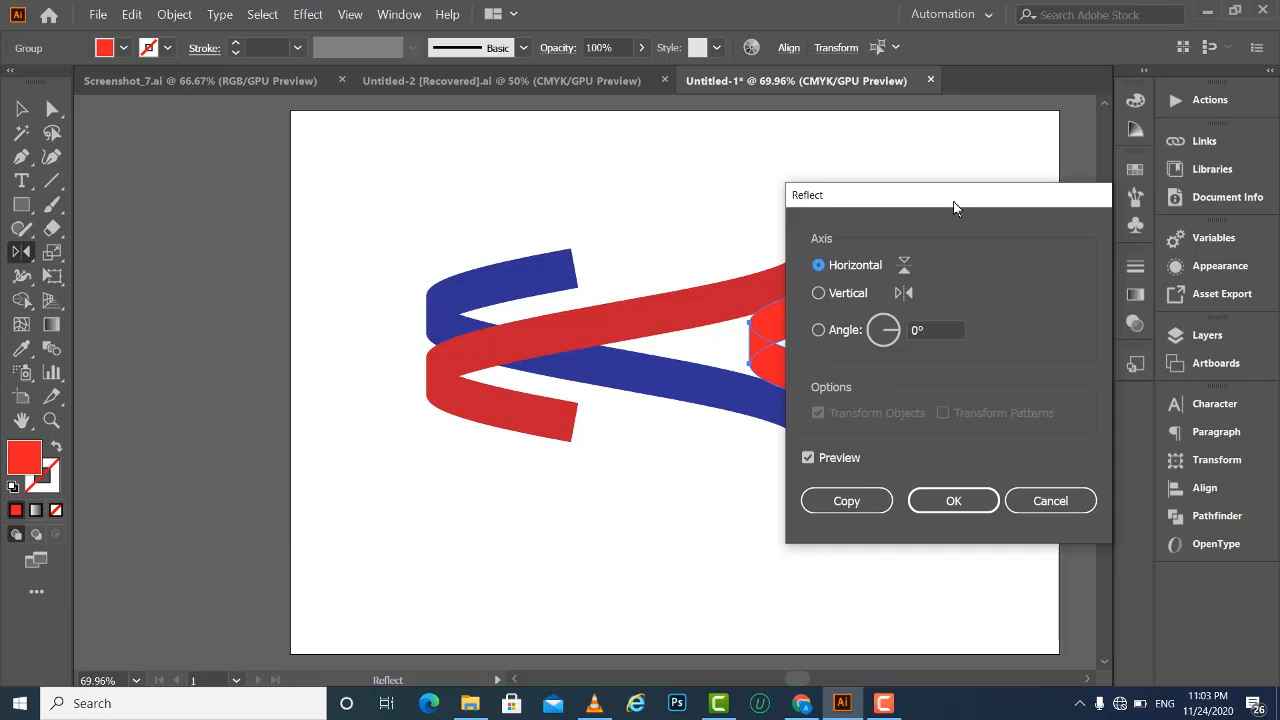 Ai File Edit Object Type Select Effect View Window Help Automation Search Adobe Stock
Group Stroke: Basic Opacity: 100% Style: Align Transform
Screenshot_7.ai @ 66.67% (RGB/GPU Preview) × Untitled-2 [Recovered].ai @ 50% (CMYK/GPU Preview) × Untitled-1* @ 69.96% (CMYK/GPU Preview) ×
Actions
Links
Libraries
Document Info
Variables
Appearance
Asset Export
Layers
Artboards
Character
Paragraph
Transform
Align
Pathfinder
OpenType
Reflect
Axis
Horizontal
Vertical
Angle: 0°
Options
Transform Objects Transform Patterns
Preview
Copy OK Cancel
69.96% 1 Reflect
Search
Ps Ai ENG
11:03 PM
11/24/2020
26